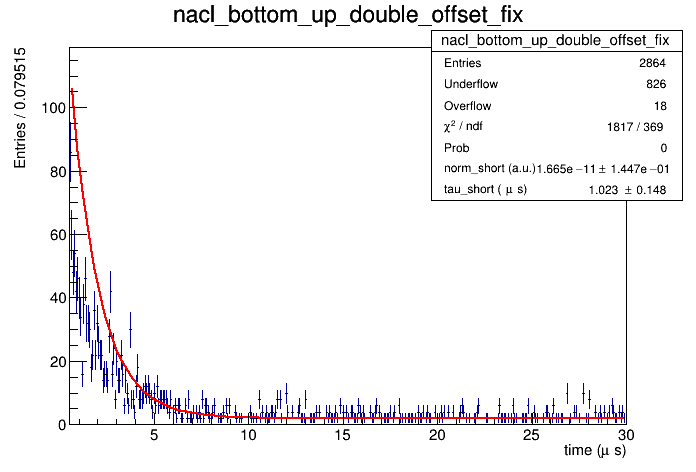 nacl_bottom_up_double_offset_fix
nacl_bottom_up_double_offset_fix
Entries 2864
Underflow 826
Overflow 18
χ² / ndf 1817 / 369
Prob 0
norm_short (a.u.) 1.665e −11 ± 1.447e −01
tau_short ( μ s) 1.023 ± 0.148
Entries / 0.079515
100
80
60
40
20
0
5 10 15 20 25 30
time (μ s)